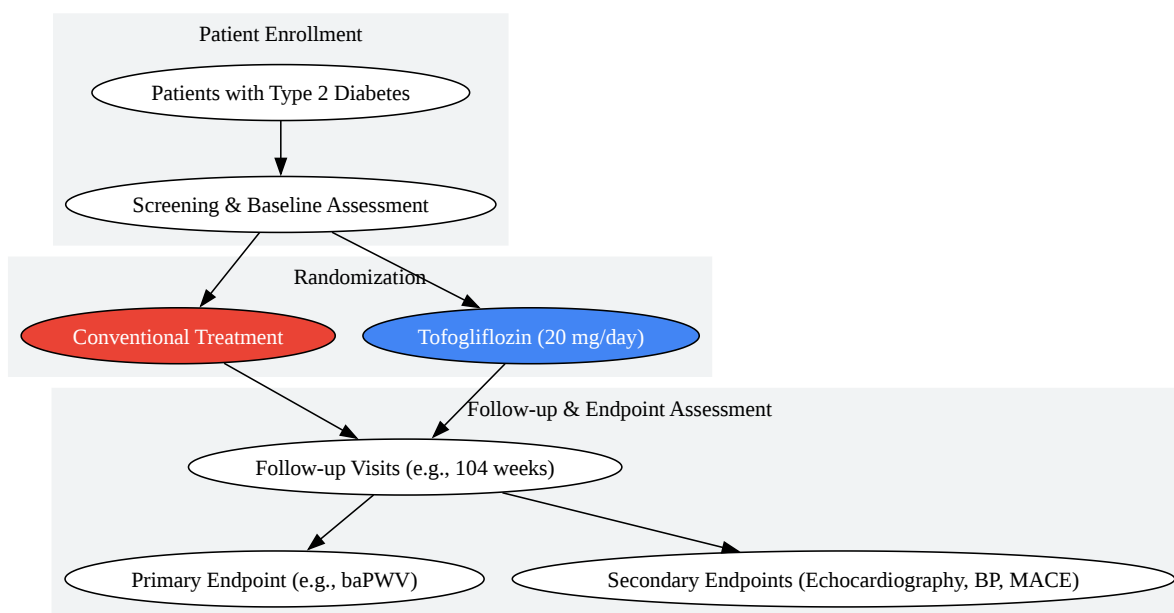 Patient Enrollment
Patients with Type 2 Diabetes
Screening & Baseline Assessment
Randomization
Conventional Treatment
Tofogliflozin (20 mg/day)
Follow-up & Endpoint Assessment
Follow-up Visits (e.g., 104 weeks)
Primary Endpoint (e.g., baPWV)
Secondary Endpoints (Echocardiography, BP, MACE)